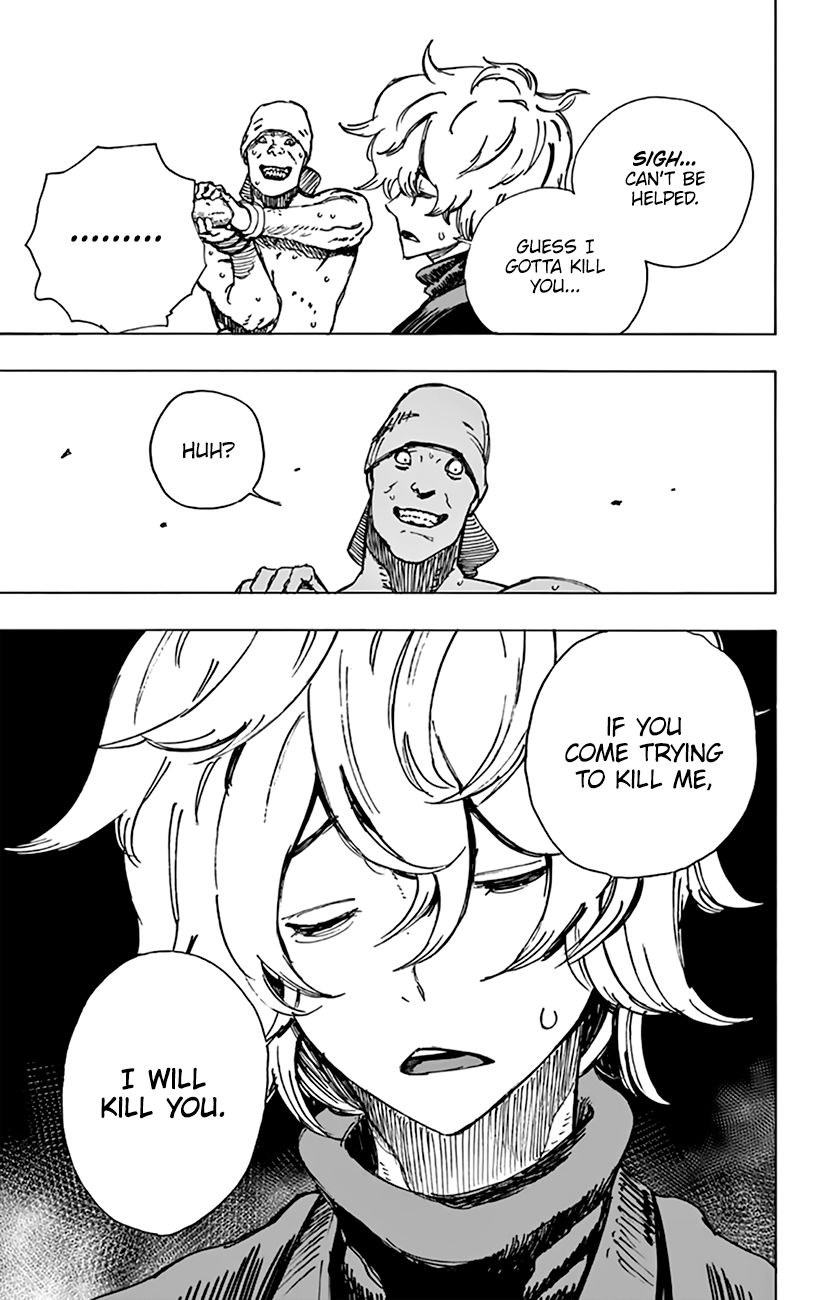 SIGH...
CAN'T BE
HELPED.
GUESS I
GOTTA KILL
YOU...
..........
HUH?
IF YOU
COME TRYING
TO KILL ME,
I WILL
KILL YOU.